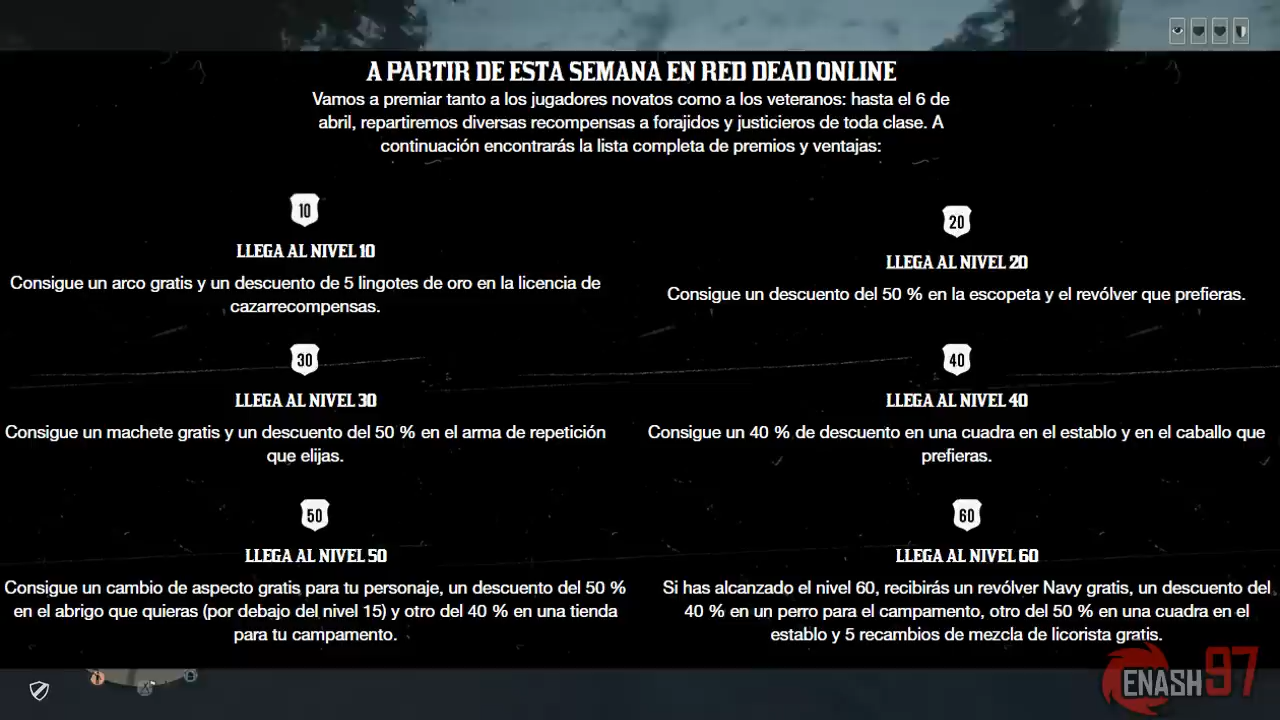 A PARTIR DE ESTA SEMANA EN RED DEAD ONLINE
Vamos a premiar tanto a los jugadores novatos como a los veteranos: hasta el 6 de
abril, repartiremos diversas recompensas a forajidos y justicieros de toda clase. A
continuación encontrarás la lista completa de premios y ventajas:
10
LLEGA AL NIVEL 10
Consigue un arco gratis y un descuento de 5 lingotes de oro en la licencia de
cazarrecompensas.
20
LLEGA AL NIVEL 20
Consigue un descuento del 50 % en la escopeta y el revólver que prefieras.
30
LLEGA AL NIVEL 30
Consigue un machete gratis y un descuento del 50 % en el arma de repetición
que elijas.
40
LLEGA AL NIVEL 40
Consigue un 40 % de descuento en una cuadra en el establo y en el caballo que
prefieras.
50
LLEGA AL NIVEL 50
Consigue un cambio de aspecto gratis para tu personaje, un descuento del 50 %
en el abrigo que quieras (por debajo del nivel 15) y otro del 40 % en una tienda
para tu campamento.
60
LLEGA AL NIVEL 60
Si has alcanzado el nivel 60, recibirás un revólver Navy gratis, un descuento del
40 % en un perro para el campamento, otro del 50 % en una cuadra en el
establo y 5 recambios de mezcla de licorista gratis.
ENASH97